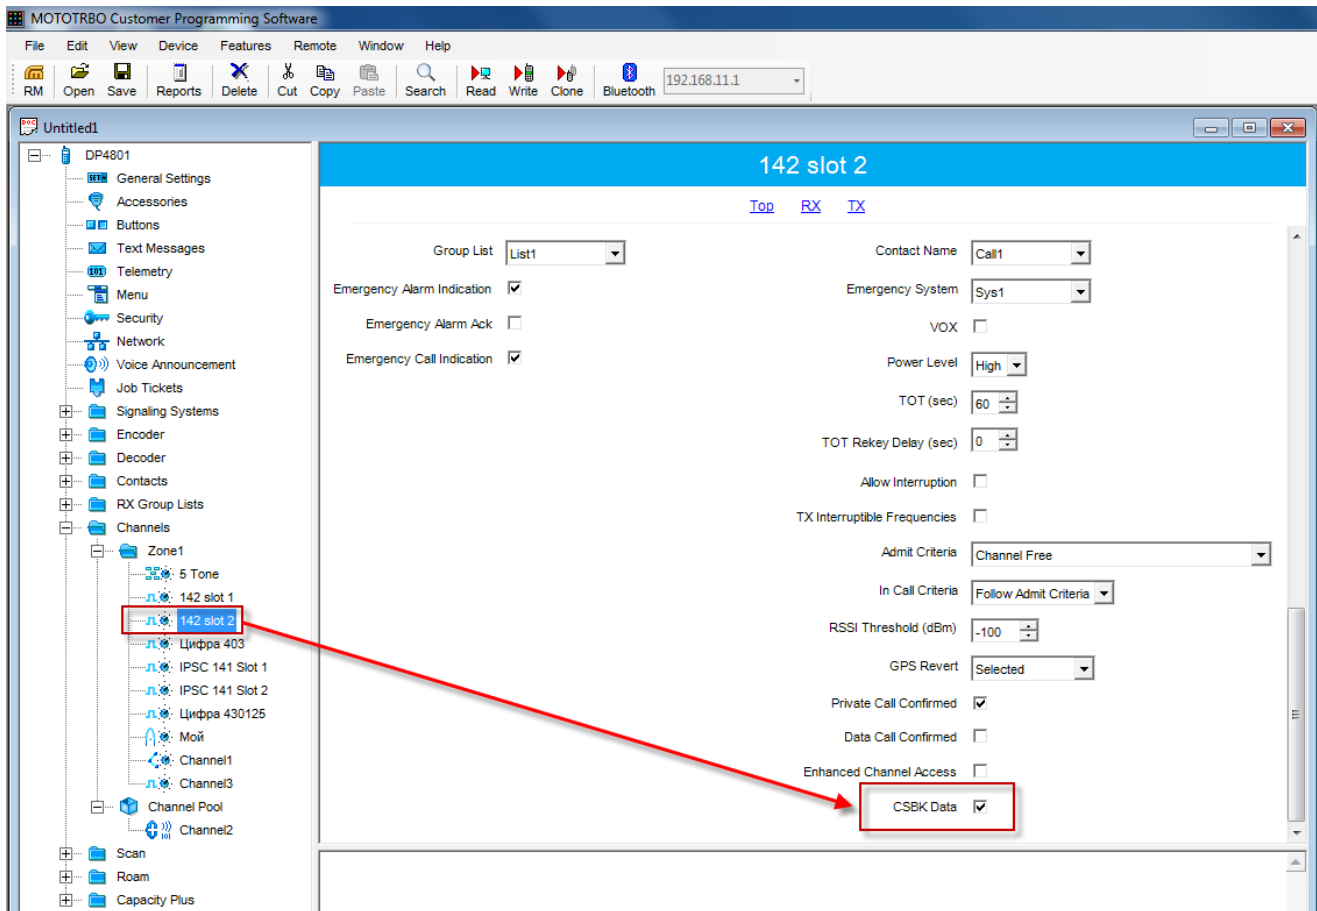 MOTOTRBO Customer Programming Software
File Edit View Device Features Remote Window Help
RM Open Save Reports Delete Cut Copy Paste Search Read Write Clone Bluetooth 192.168.11.1
Untitled1
DP4801
General Settings
Accessories
Buttons
Text Messages
Telemetry
Menu
Security
Network
Voice Announcement
Job Tickets
Signaling Systems
Encoder
Decoder
Contacts
RX Group Lists
Channels
Zone1
5 Tone
142 slot 1
142 slot 2
Цифра 403
IPSC 141 Slot 1
IPSC 141 Slot 2
Цифра 430125
Мой
Channel1
Channel3
Channel Pool
Channel2
Scan
Roam
Capacity Plus
142 slot 2
Top RX TX
Group List List1
Emergency Alarm Indication
Emergency Alarm Ack
Emergency Call Indication
Contact Name Call1
Emergency System Sys1
VOX
Power Level High
TOT (sec) 60
TOT Rekey Delay (sec) 0
Allow Interruption
TX Interruptible Frequencies
Admit Criteria Channel Free
In Call Criteria Follow Admit Criteria
RSSI Threshold (dBm) -100
GPS Revert Selected
Private Call Confirmed
Data Call Confirmed
Enhanced Channel Access
CSBK Data